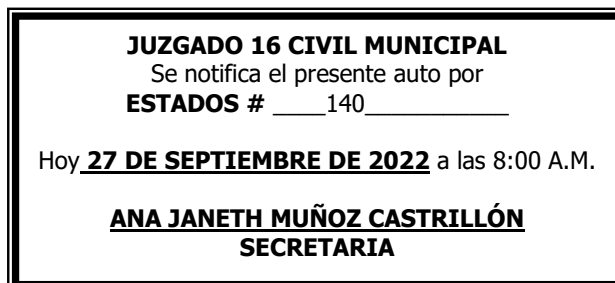 JUZGADO 16 CIVIL MUNICIPAL
Se notifica el presente auto por
ESTADOS # ____140___________
Hoy 27 DE SEPTIEMBRE DE 2022 a las 8:00 A.M.
ANA JANETH MUÑOZ CASTRILLÓN
SECRETARIA